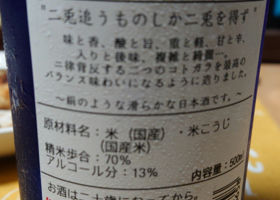 "二兎追うものしか二兎を得ず"
味と香、酸と旨、重と軽、甘と辛、
入りと後味、複雑と綺麗…。
二律背反する二つのコトガラを最高の
バランス味わいになるように造りました。
～絹のような滑らかな日本酒です。～
原材料名:米（国産）・米こうじ
（国産米）
精米歩合:70%
アルコール分:13% 内容量:500ml
お酒は二十歳になってから。